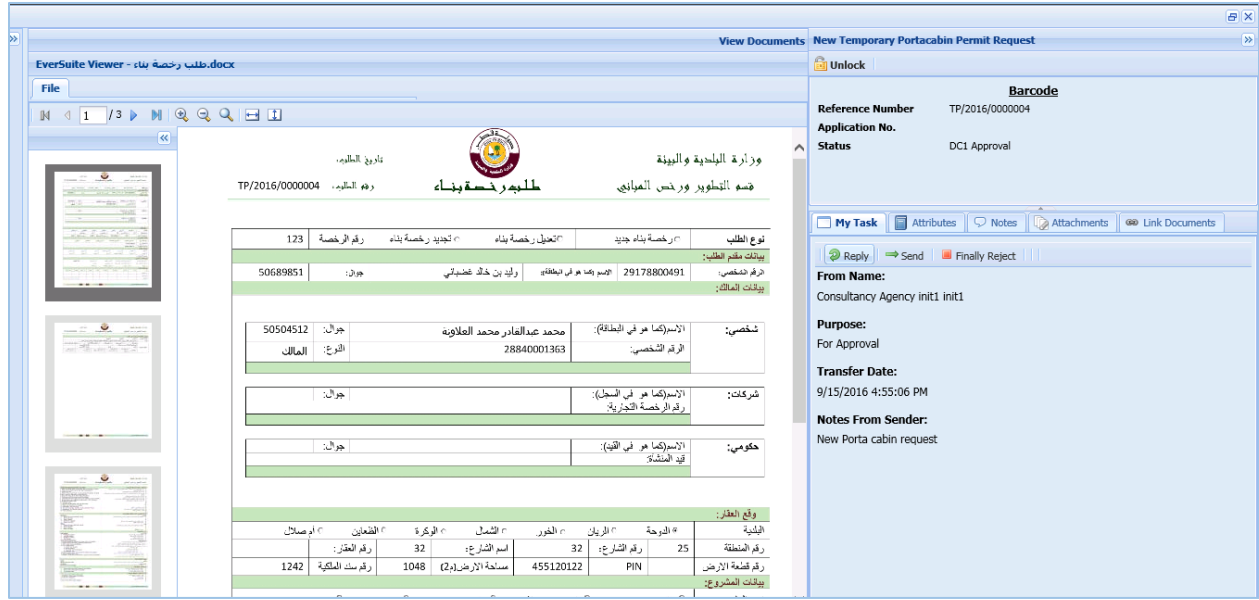 View Documents
EverSuite Viewer - طلب رخصة بناء.docx
File
1 /3
وزارة البلدية والبيئة
تاريخ الطلب:
قسم التطوير ورخص المباني
طلب رخصة بناء
رقم الطلب: TP/2016/0000004
نوع الطلب رخصة بناء جديد تعديل رخصة بناء تجديد رخصة بناء رقم الرخصة 123
بيانات مقدم الطلب:
الرقم الشخصي: 29178800491 الاسم (كما هو في البطاقة): وليد بن خالد غضباني جوال: 50689851
بيانات المالك:
شخصي: الاسم(كما هو في البطاقة): محمد عبدالقادر محمد العلاونة جوال: 50504512
الرقم الشخصي: 28840001363 النوع: المالك
شركات: الاسم(كما هو في السجل): جوال:
رقم الرخصة التجارية:
حكومي: الاسم(كما هو في القيد): جوال:
قيد المنشأة:
وقع العقار:
البلدية الدوحة الريان الخور الشمال الوكرة الظعاين ام صلال
رقم المنطقة 25 رقم الشارع: 32 اسم الشارع: 32 رقم العقار:
رقم قطعة الارض PIN 455120122 مساحة الارض(م2) 1048 رقم سند الملكية 1242
بيانات المشروع:
New Temporary Portacabin Permit Request
Unlock
Barcode
Reference Number TP/2016/0000004
Application No.
Status DC1 Approval
My Task Attributes Notes Attachments Link Documents
Reply Send Finally Reject
From Name:
Consultancy Agency init1 init1
Purpose:
For Approval
Transfer Date:
9/15/2016 4:55:06 PM
Notes From Sender:
New Porta cabin request